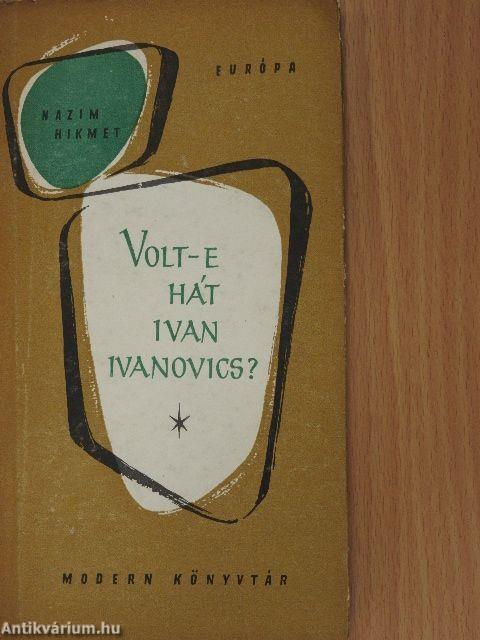 EURÓPA
NAZIM
HIKMET
VOLT-E
HÁT
IVAN
IVANOVICS?
MODERN KÖNYVTÁR
Antikvárium.hu